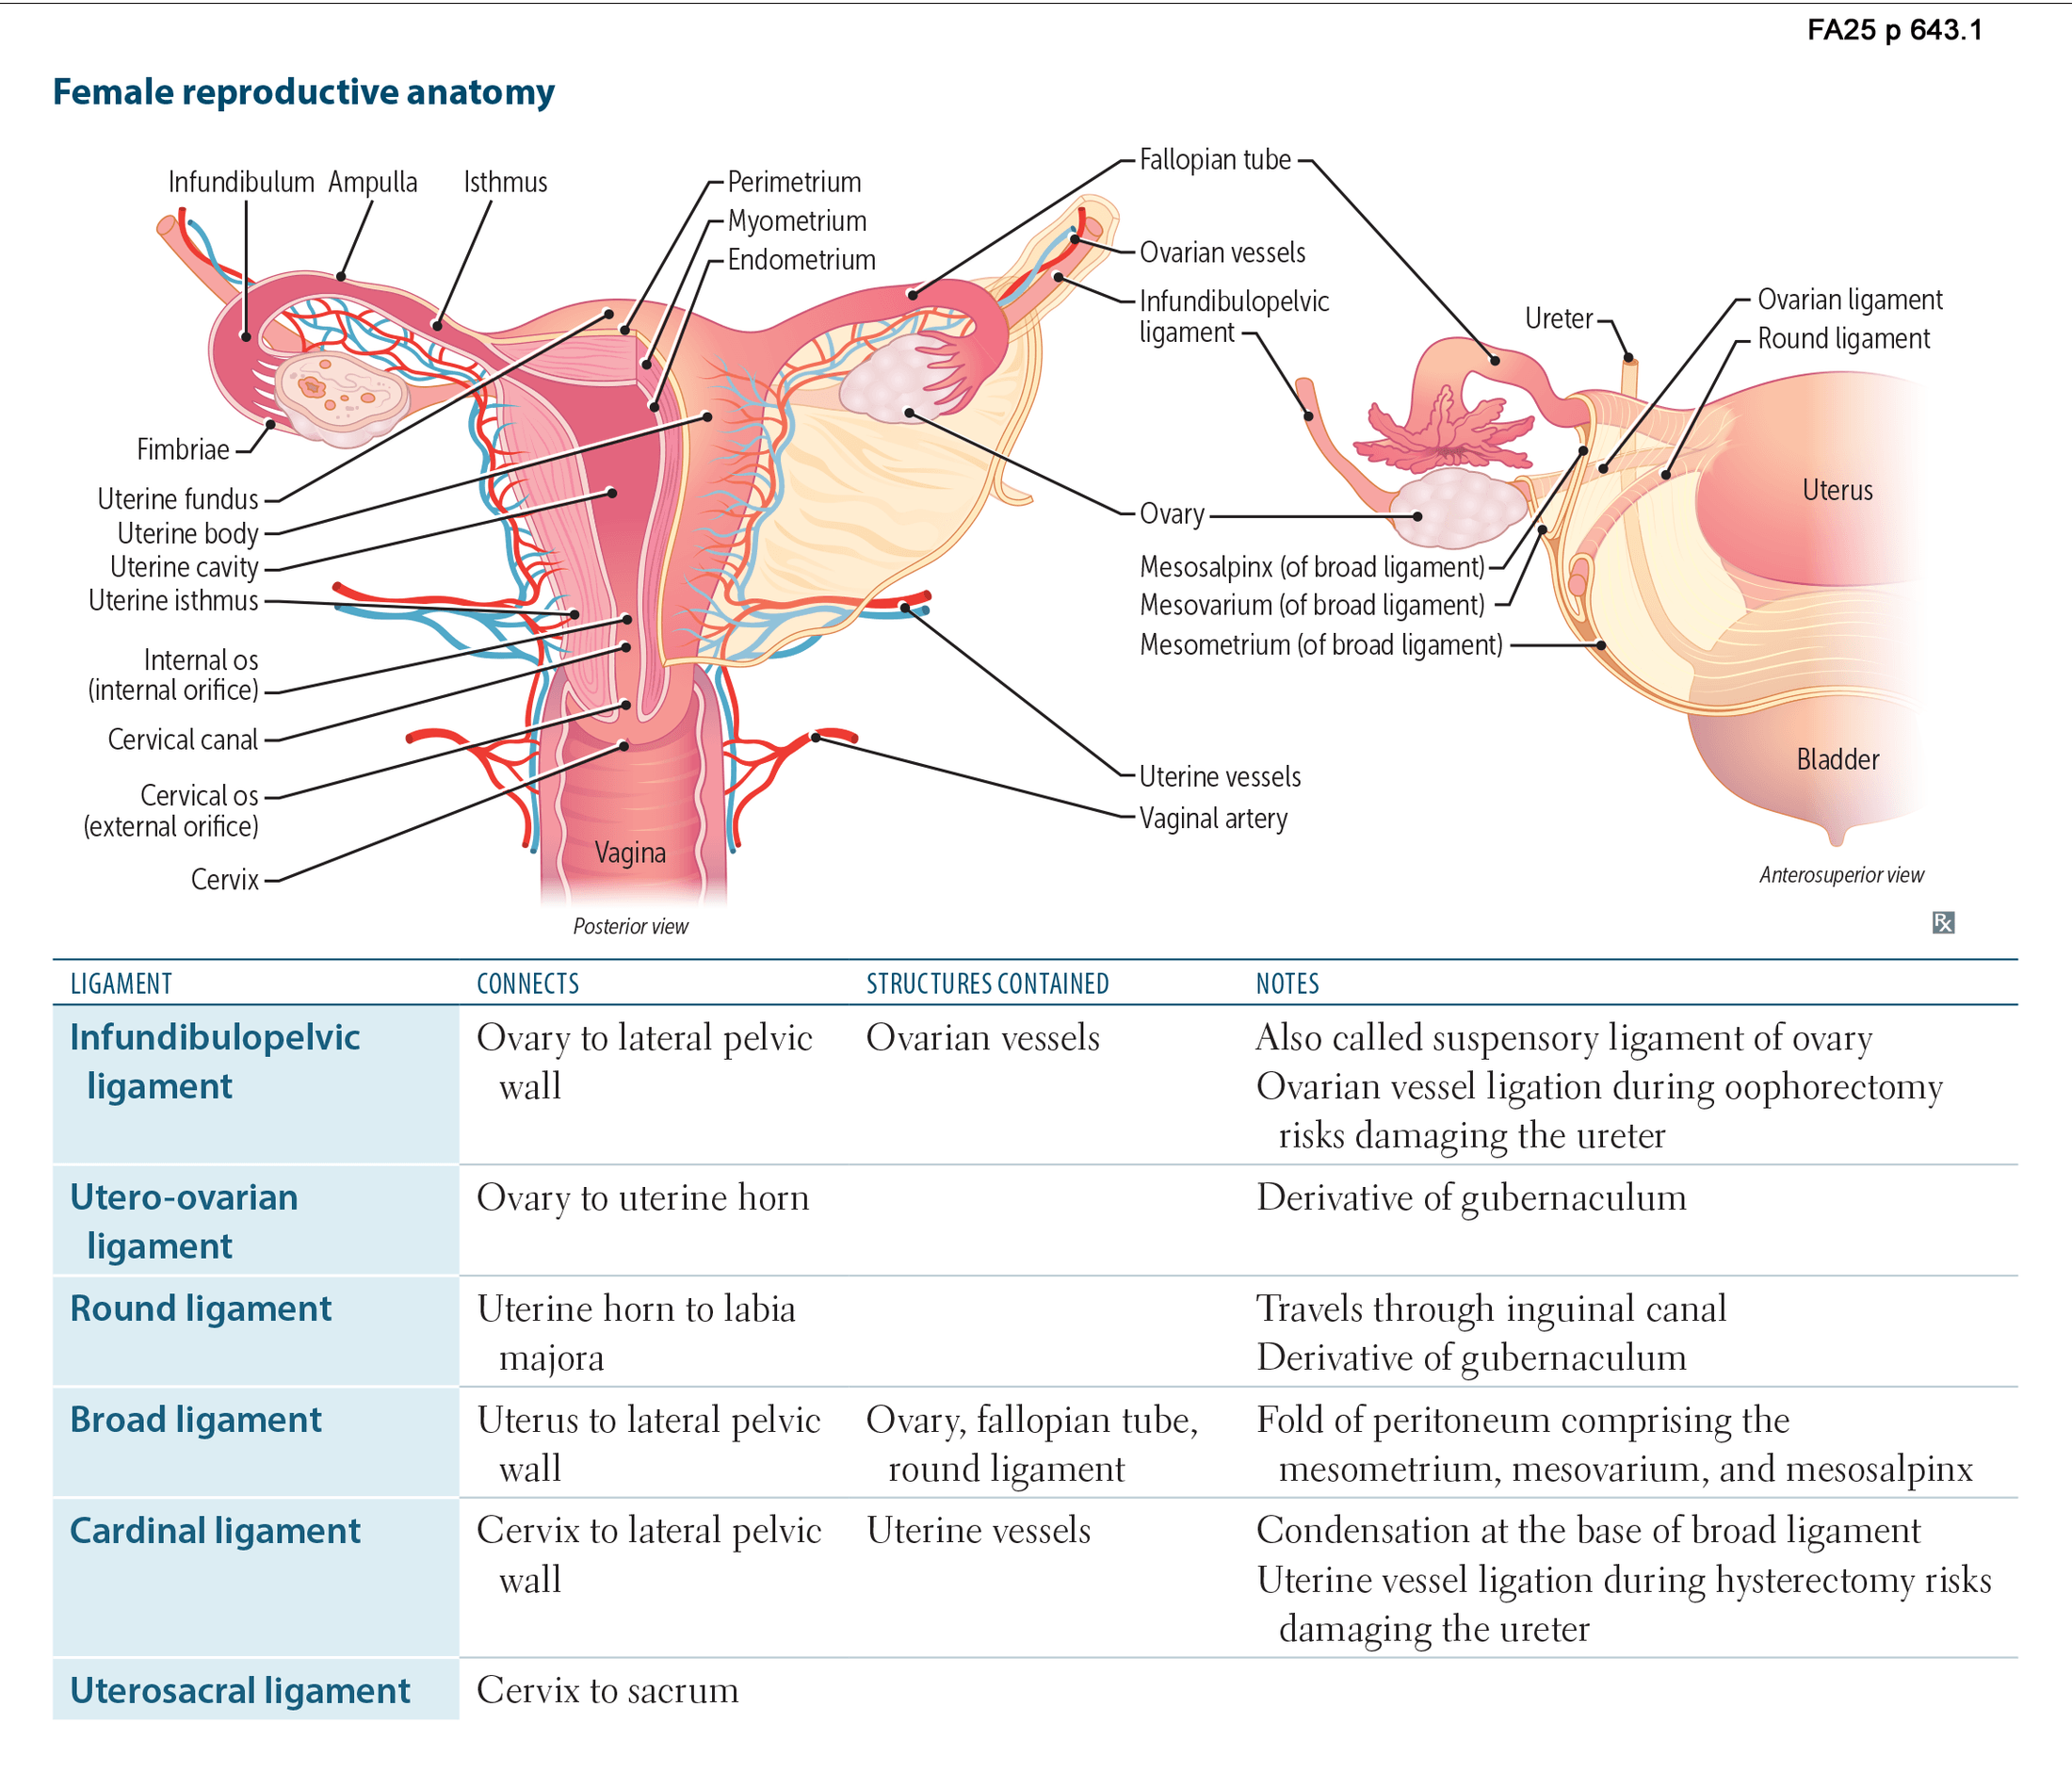 FA25 p 643.1
Female reproductive anatomy
Infundibulum
Ampulla
Isthmus
Perimetrium
Myometrium
Endometrium
Fimbriae
Uterine fundus
Uterine body
Uterine cavity
Uterine isthmus
Internal os
(internal orifice)
Cervical canal
Cervical os
(external orifice)
Cervix
Vagina
Posterior view
Fallopian tube
Ovarian vessels
Infundibulopelvic
ligament
Ovary
Mesosalpinx (of broad ligament)
Mesovarium (of broad ligament)
Mesometrium (of broad ligament)
Uterine vessels
Vaginal artery
Ureter
Ovarian ligament
Round ligament
Uterus
Bladder
Anterosuperior view
Rx
LIGAMENT CONNECTS STRUCTURES CONTAINED NOTES
Infundibulopelvic Ovary to lateral pelvic Ovarian vessels Also called suspensory ligament of ovary
ligament wall Ovarian vessel ligation during oophorectomy
risks damaging the ureter
Utero-ovarian Ovary to uterine horn Derivative of gubernaculum
ligament
Round ligament Uterine horn to labia Travels through inguinal canal
majora Derivative of gubernaculum
Broad ligament Uterus to lateral pelvic Ovary, fallopian tube, Fold of peritoneum comprising the
wall round ligament mesometrium, mesovarium, and mesosalpinx
Cardinal ligament Cervix to lateral pelvic Uterine vessels Condensation at the base of broad ligament
wall Uterine vessel ligation during hysterectomy risks
damaging the ureter
Uterosacral ligament Cervix to sacrum